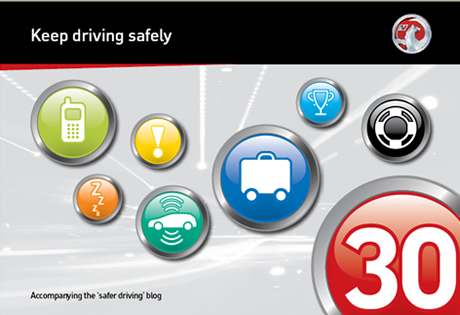 Keep driving safely
Z
Z
Z
30
Accompanying the 'safer driving' blog